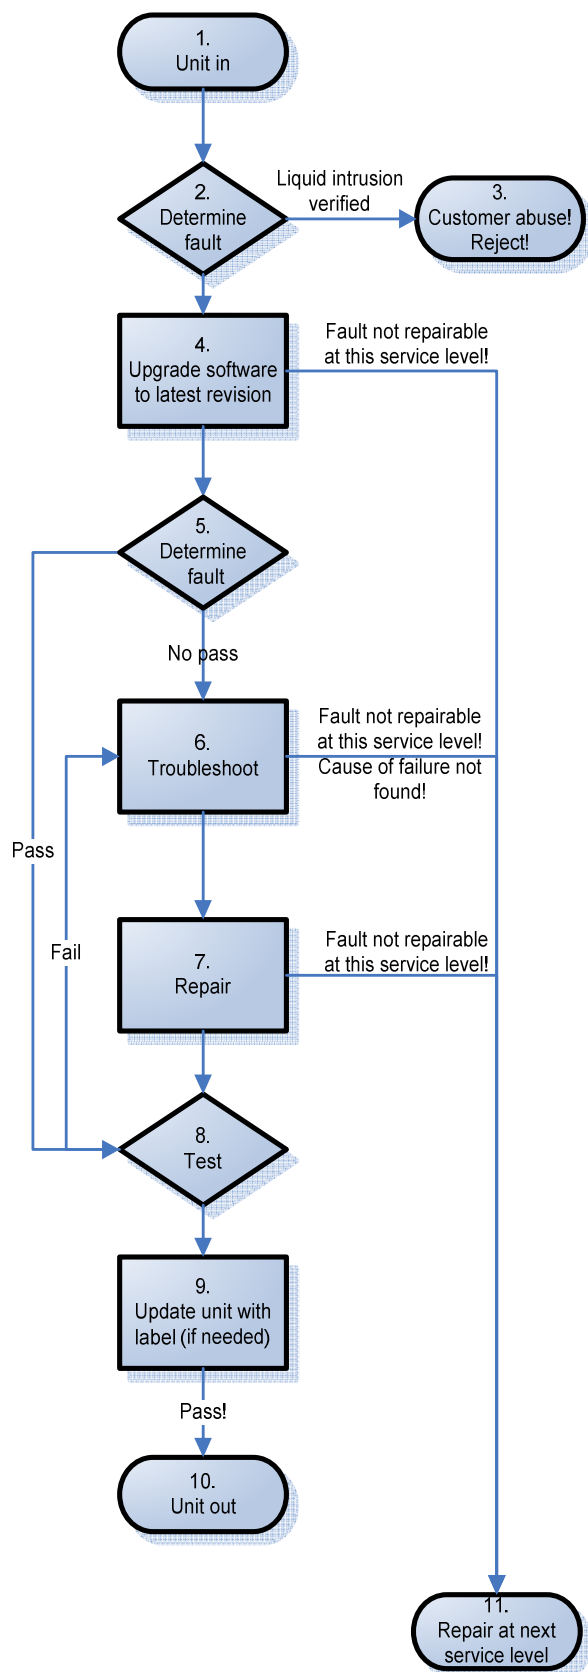 1.
Unit in
2.
Determine
fault
Liquid intrusion
verified
3.
Customer abuse!
Reject!
4.
Upgrade software
to latest revision
Fault not repairable
at this service level!
5.
Determine
fault
No pass
6.
Troubleshoot
Fault not repairable
at this service level!
Cause of failure not
found!
Pass
Fail
7.
Repair
Fault not repairable
at this service level!
8.
Test
9.
Update unit with
label (if needed)
Pass!
10.
Unit out
11.
Repair at next
service level